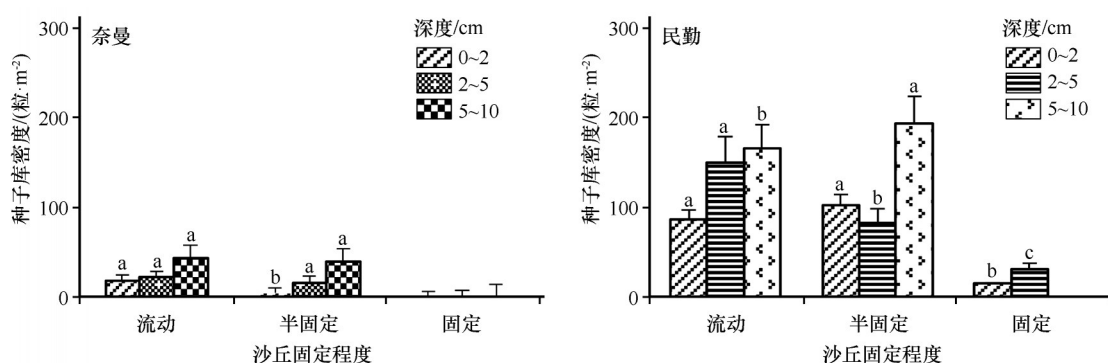 300
200
100
0
种子库密度/(粒·m⁻²)
奈曼
深度/cm
0~2
2~5
5~10
a
a
a
b
a
a
流动
半固定
固定
沙丘固定程度
300
200
100
0
种子库密度/(粒·m⁻²)
民勤
深度/cm
0~2
2~5
5~10
a
a
b
a
b
a
b
c
流动
半固定
固定
沙丘固定程度